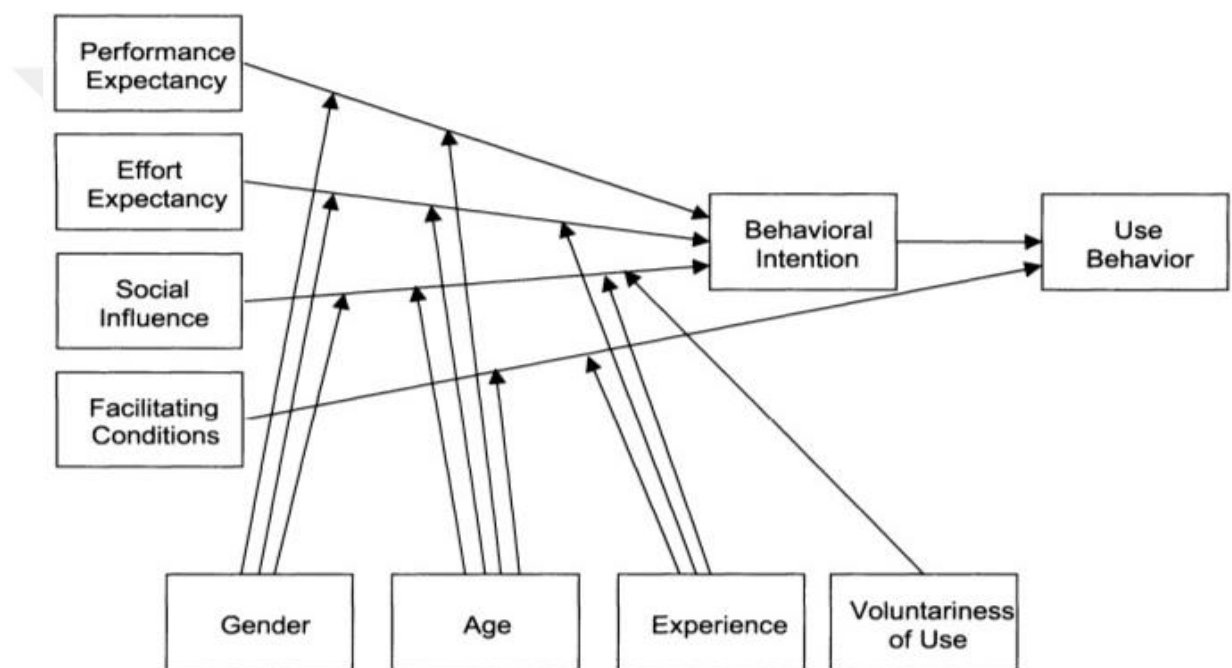 Performance
Expectancy
Effort
Expectancy
Social
Influence
Facilitating
Conditions
Behavioral
Intention
Use
Behavior
Gender
Age
Experience
Voluntariness
of Use